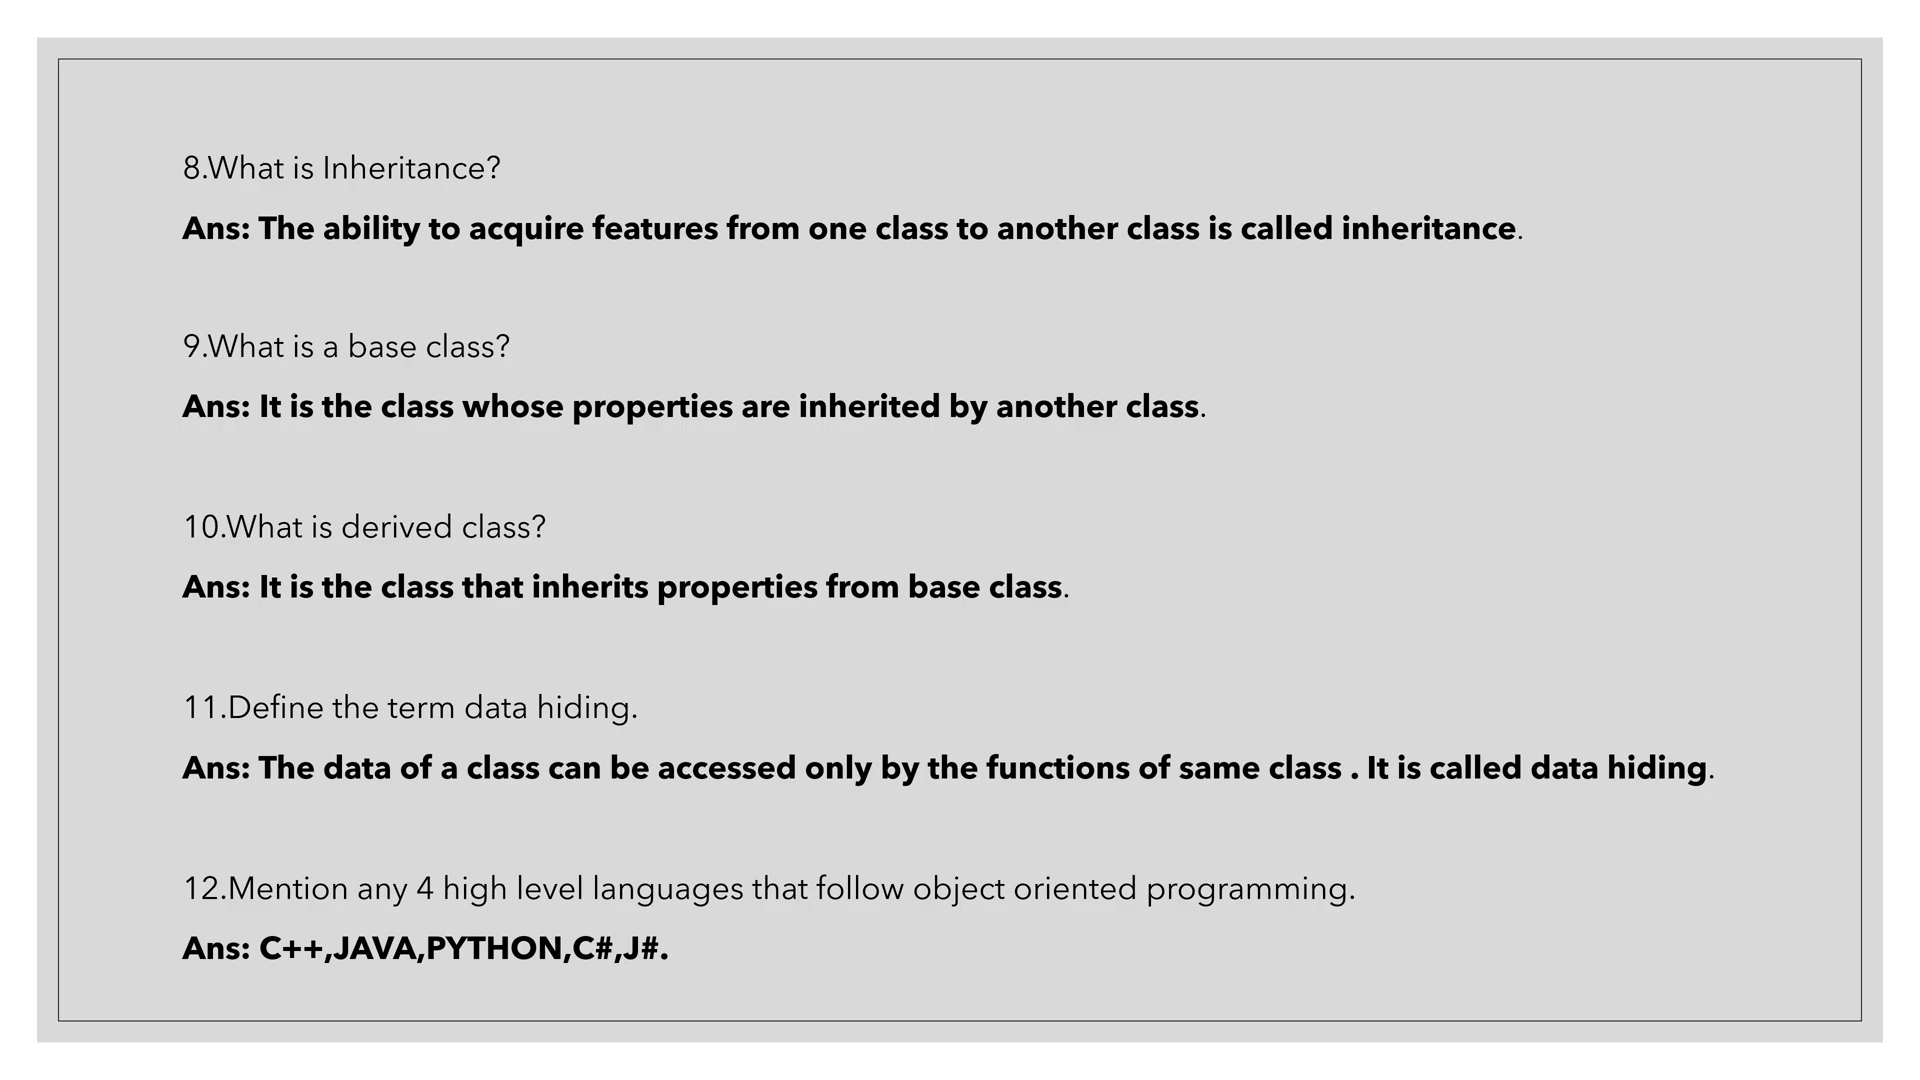 8.What is Inheritance?
Ans: The ability to acquire features from one class to another class is called inheritance.
9.What is a base class?
Ans: It is the class whose properties are inherited by another class.
10.What is derived class?
Ans: It is the class that inherits properties from base class.
11.Define the term data hiding.
Ans: The data of a class can be accessed only by the functions of same class . It is called data hiding.
12.Mention any 4 high level languages that follow object oriented programming.
Ans: C++,JAVA,PYTHON,C#,J#.